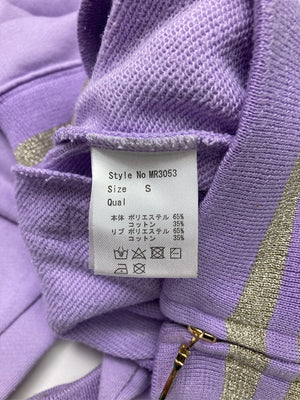 Style No MR3053
Size S
Qual
本体 ポリエステル 65%
コットン 35%
リブ ポリエステル 65%
コットン 35%